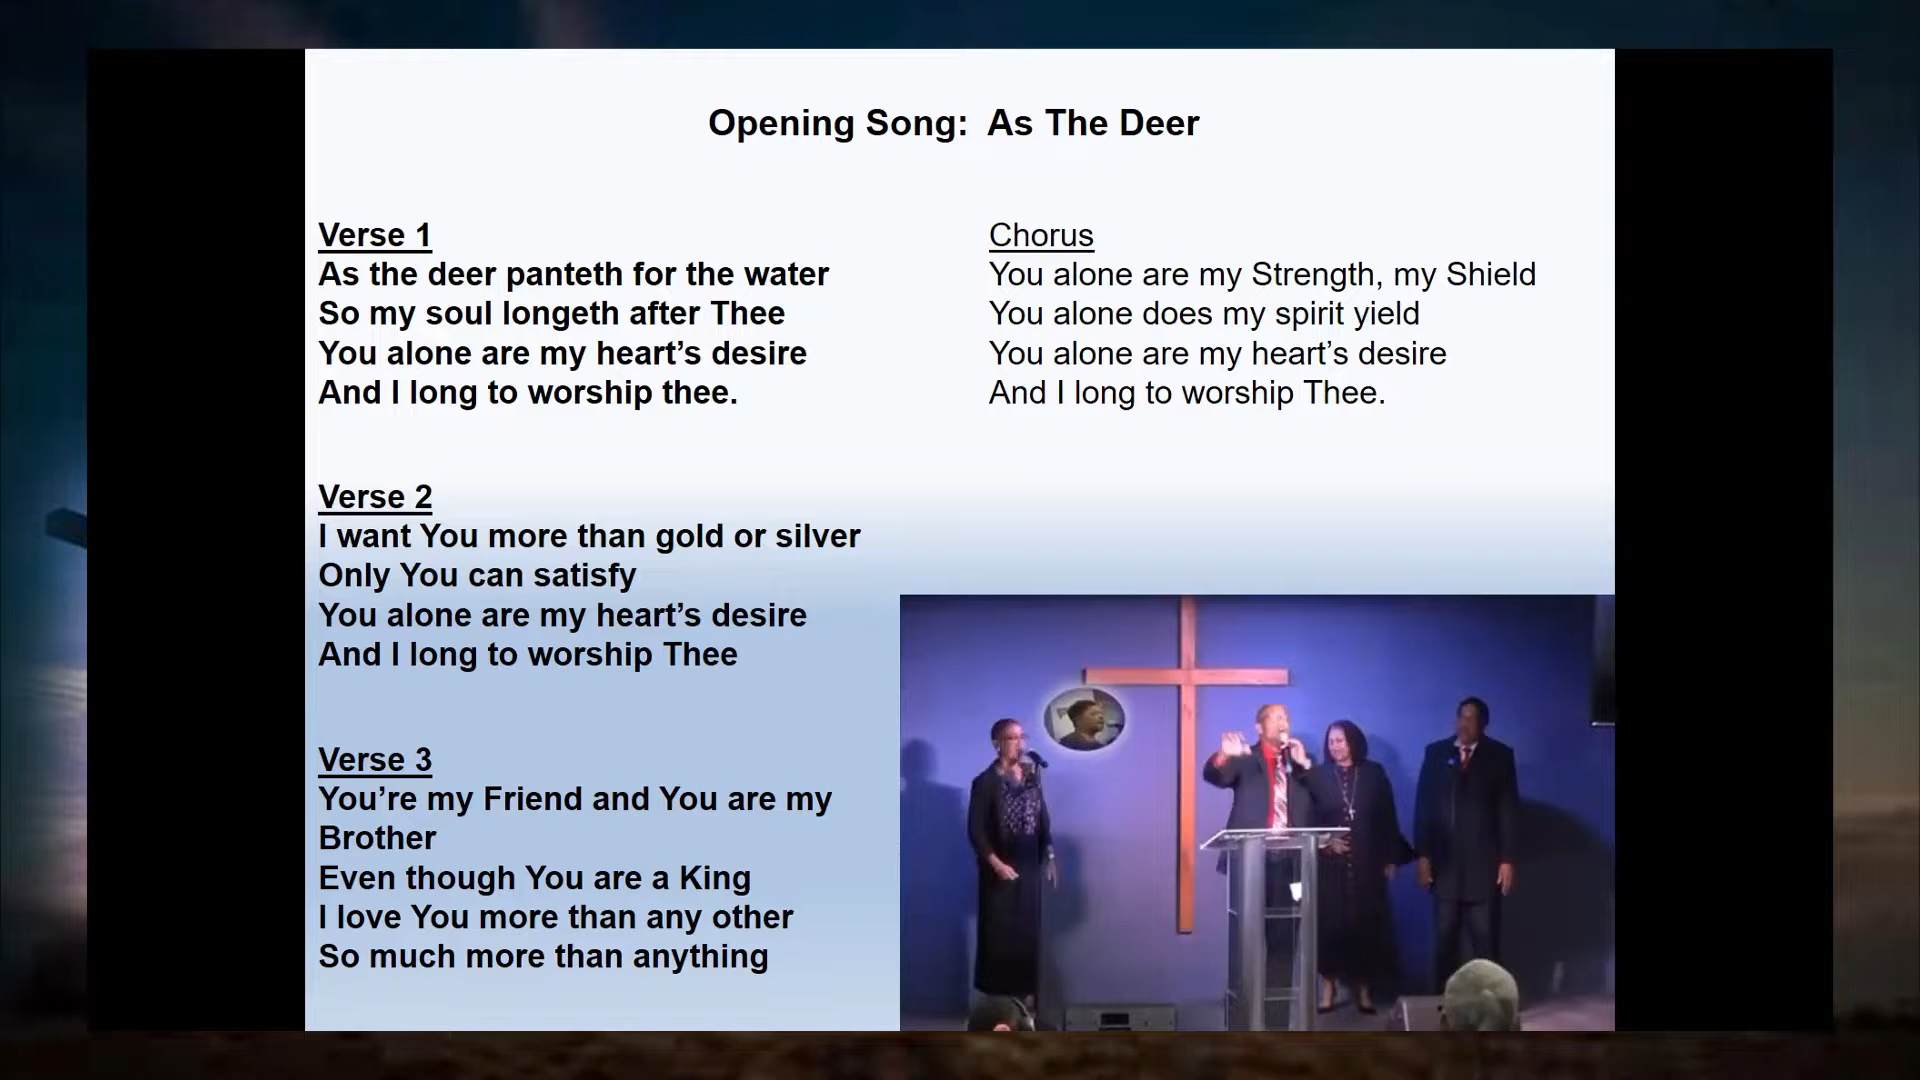 Opening Song:  As The Deer
Verse 1
As the deer panteth for the water
So my soul longeth after Thee
You alone are my heart’s desire
And I long to worship thee.
Verse 2
I want You more than gold or silver
Only You can satisfy
You alone are my heart’s desire
And I long to worship Thee
Verse 3
You’re my Friend and You are my
Brother
Even though You are a King
I love You more than any other
So much more than anything
Chorus
You alone are my Strength, my Shield
You alone does my spirit yield
You alone are my heart’s desire
And I long to worship Thee.